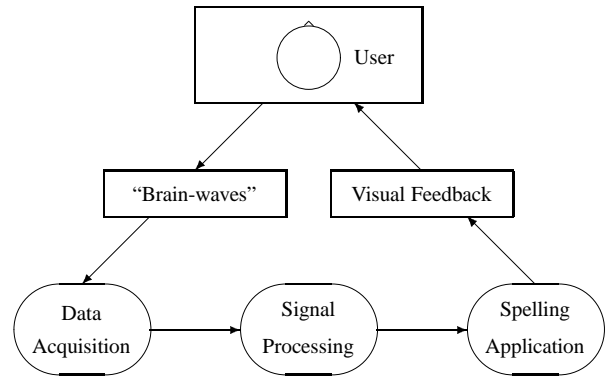 User
“Brain-waves”
Visual Feedback
Data
Acquisition
Signal
Processing
Spelling
Application